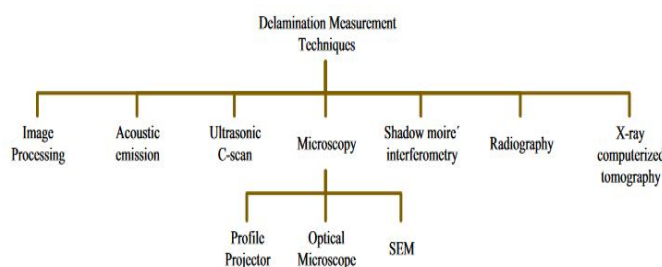 Delamination Measurement
Techniques
Image
Processing
Acoustic
emission
Ultrasonic
C-scan
Microscopy
Shadow moire´
interferometry
Radiography
X-ray
computerized
tomography
Profile
Projector
Optical
Microscope
SEM